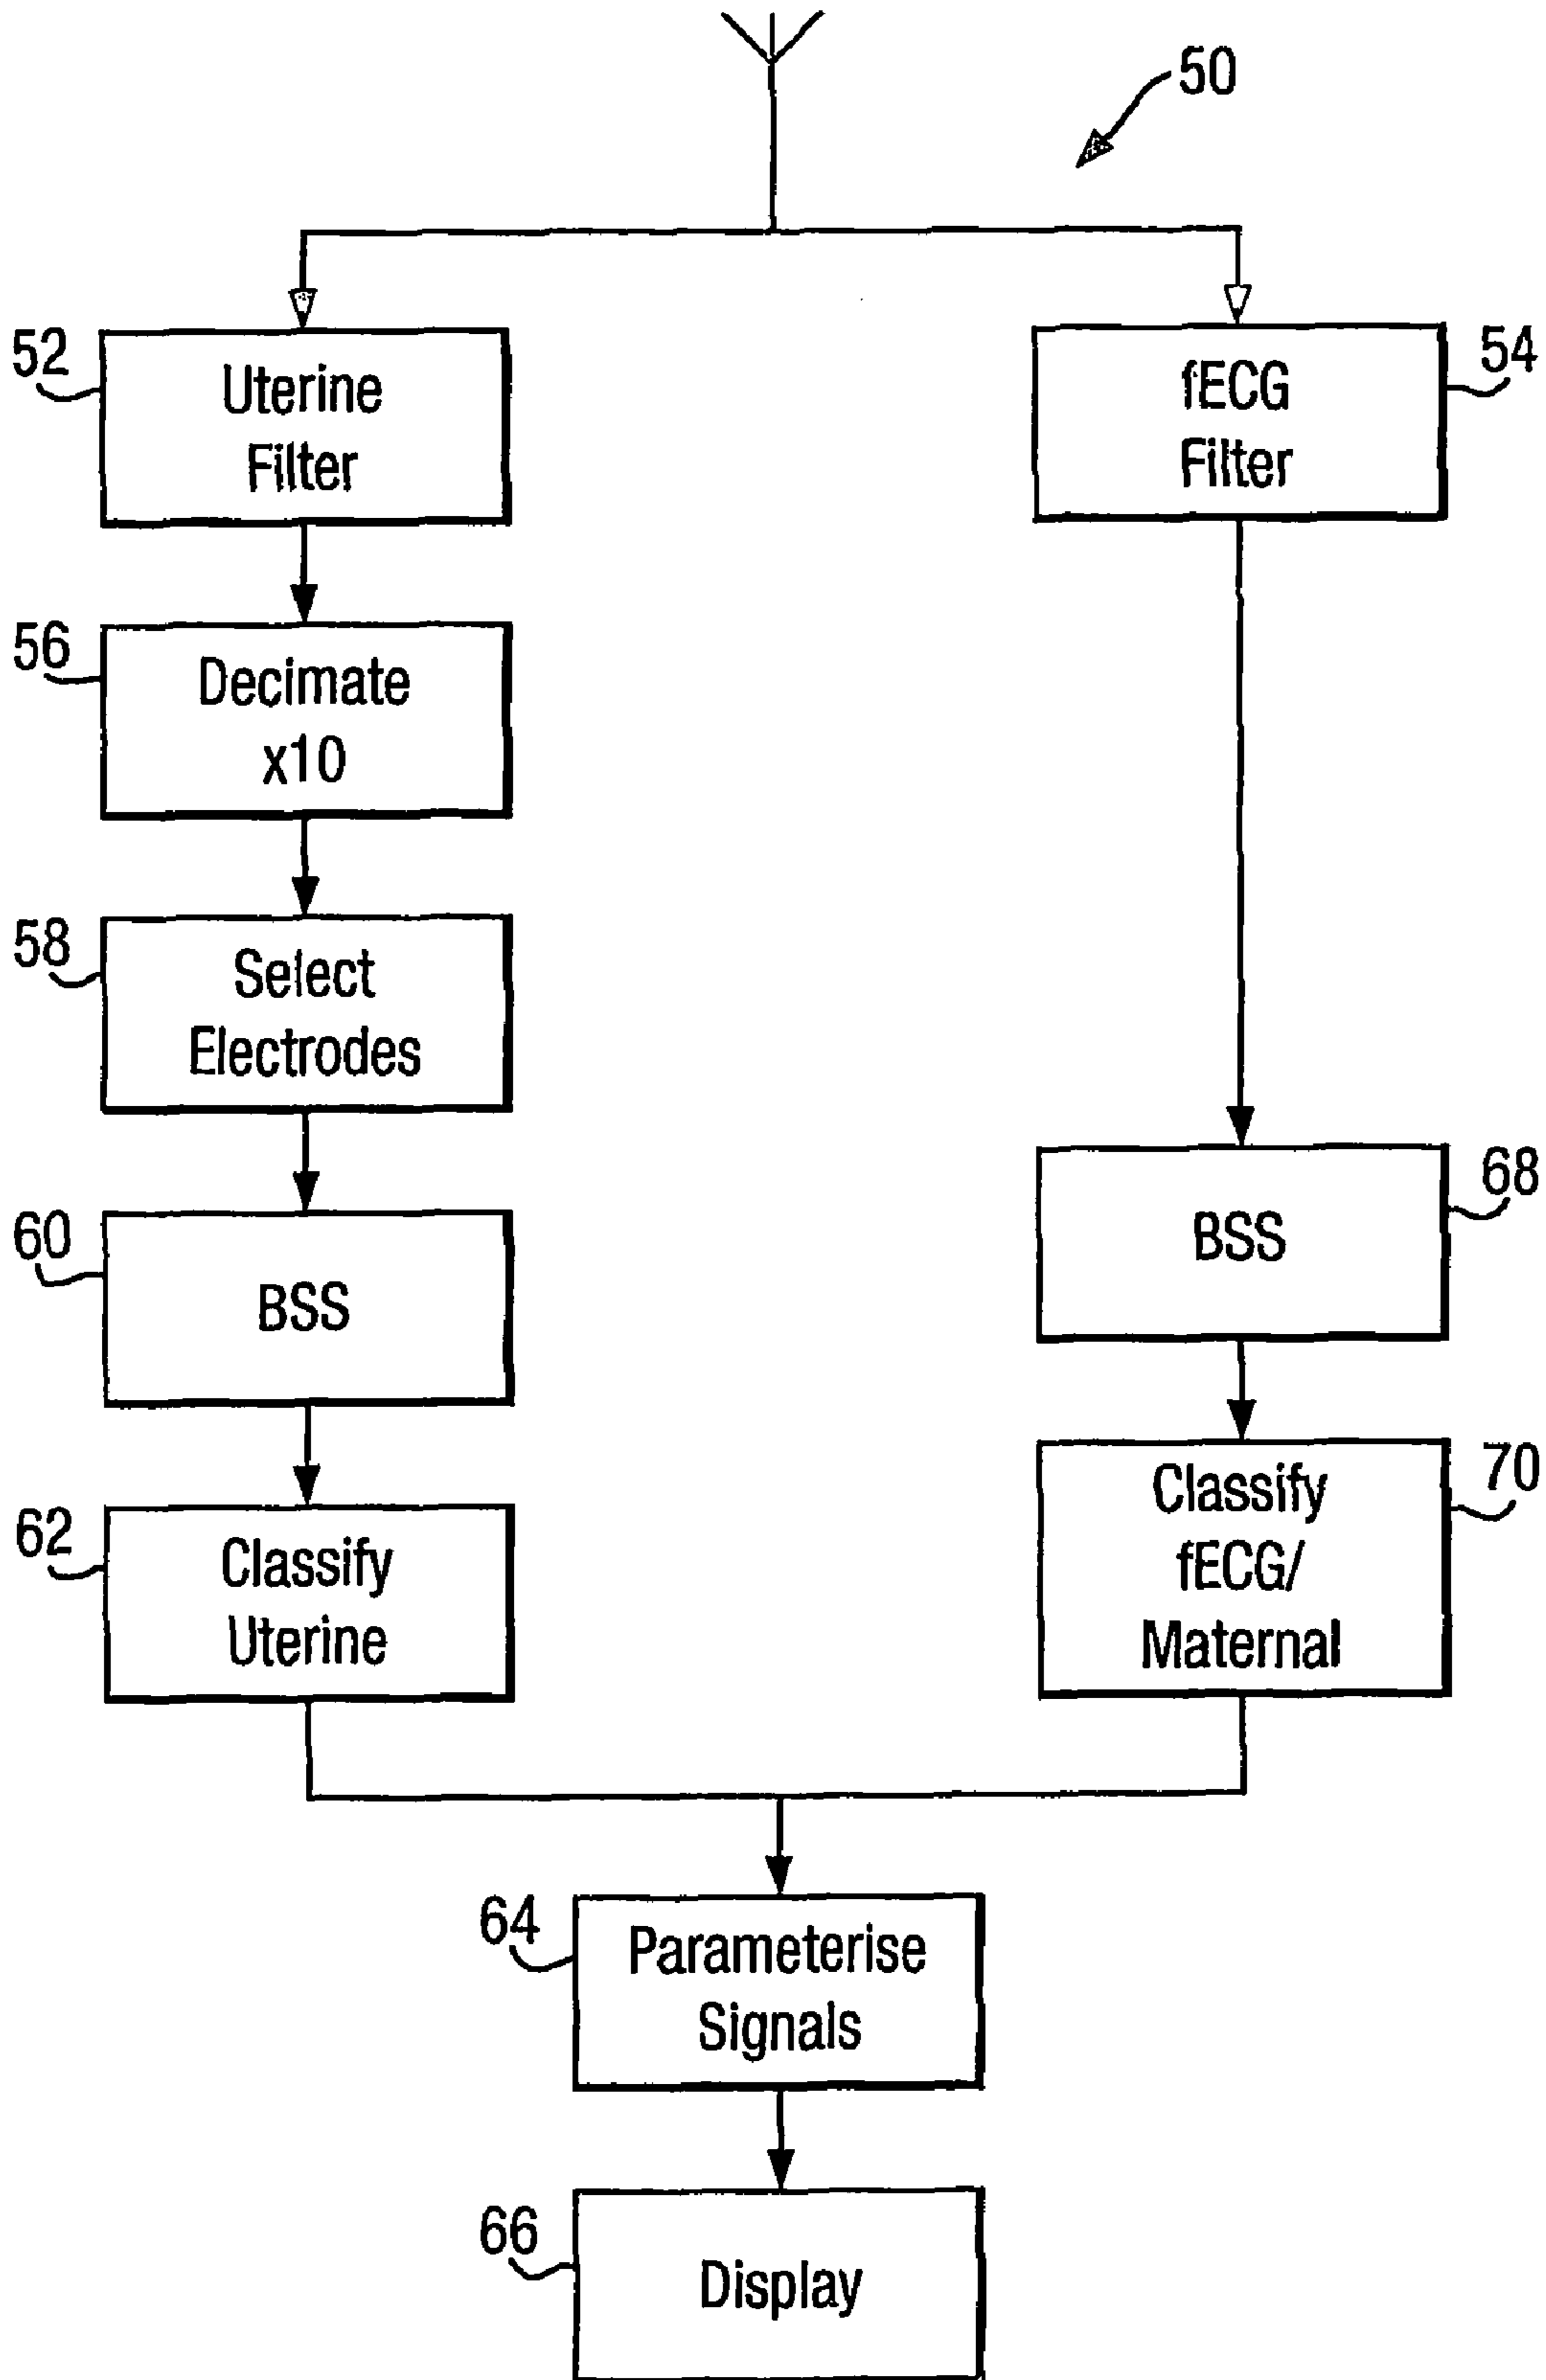 50
52
Uterine
Filter
54
fECG
Filter
56
Decimate
x10
58
Select
Electrodes
60
BSS
68
BSS
62
Classify
Uterine
70
Classify
fECG/
Maternal
64
Parameterise
Signals
66
Display